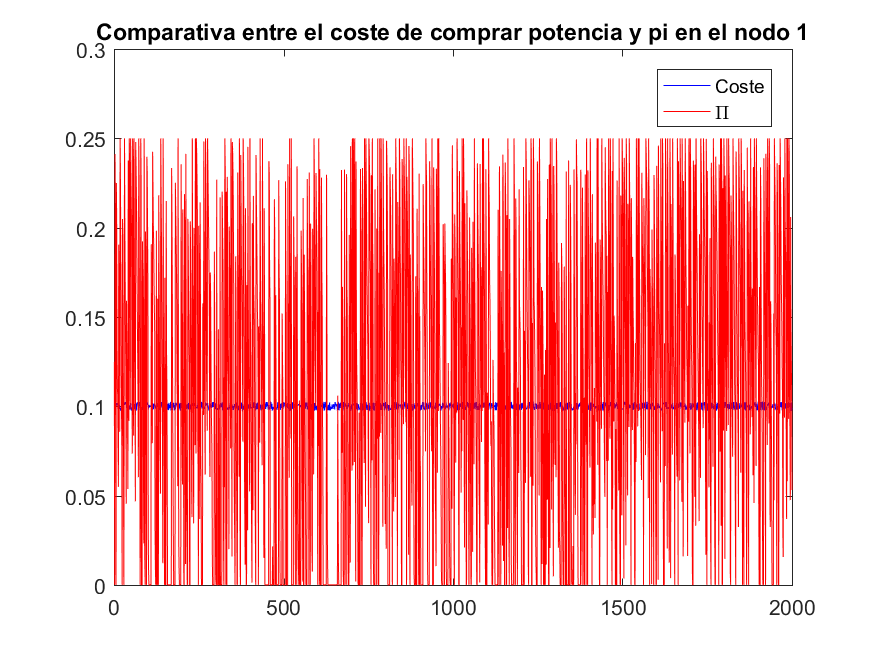 Comparativa entre el coste de comprar potencia y pi en el nodo 1
0.3
Coste
Π
0.25
0.2
0.15
0.1
0.05
0
0 500 1000 1500 2000